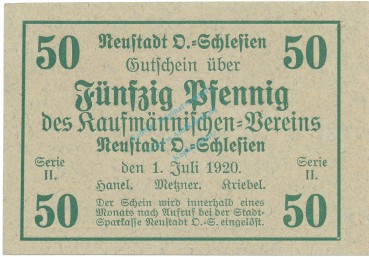 50 Neustadt O.-Schlesien 50
Gutschein über
Fünfzig Pfennig
des Kaufmännischen-Vereins
Neustadt O.-Schlesien
Serie II. den 1. Juli 1920. Serie II.
Hanel. Metzner. Kriebel.
50 Der Schein wird innerhalb eines 50
Monats nach Aufruf bei der Stadt-
Sparkasse Neustadt O.-S. eingelöst.